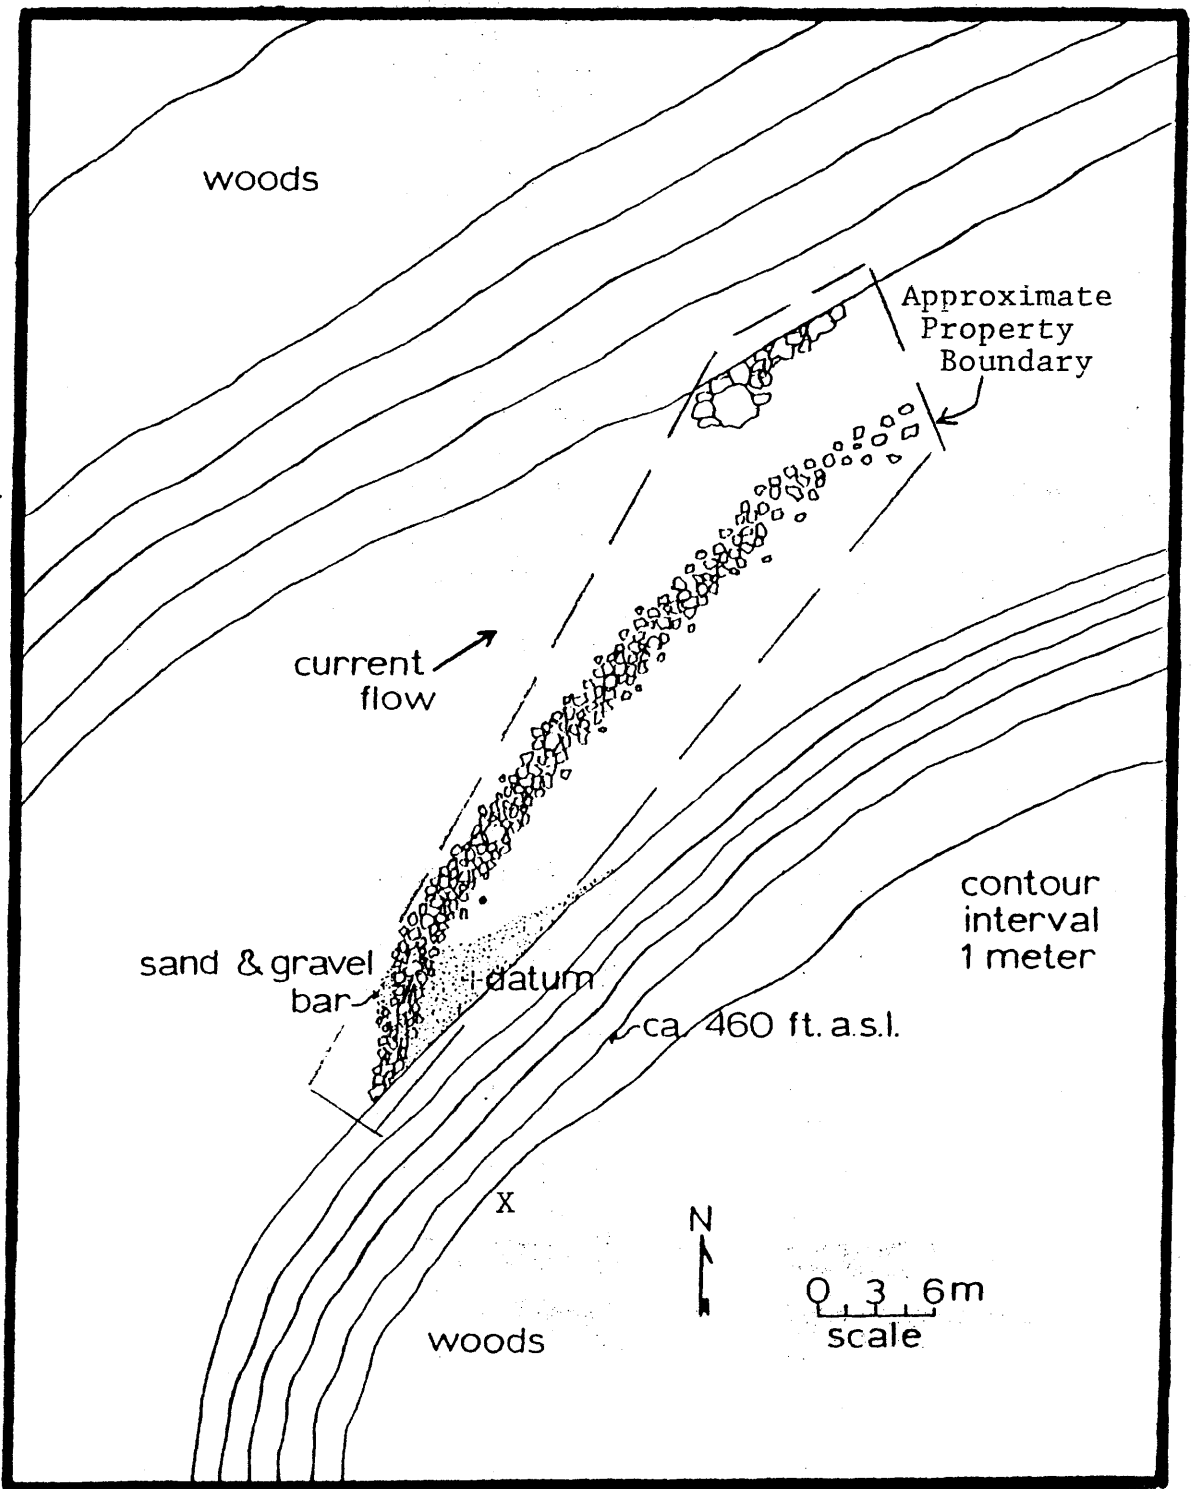 woods
Approximate
Property
Boundary
current
flow
contour
interval
1 meter
sand & gravel
bar
datum
ca. 460 ft. a.s.l.
X
N
0 3 6m
scale
woods